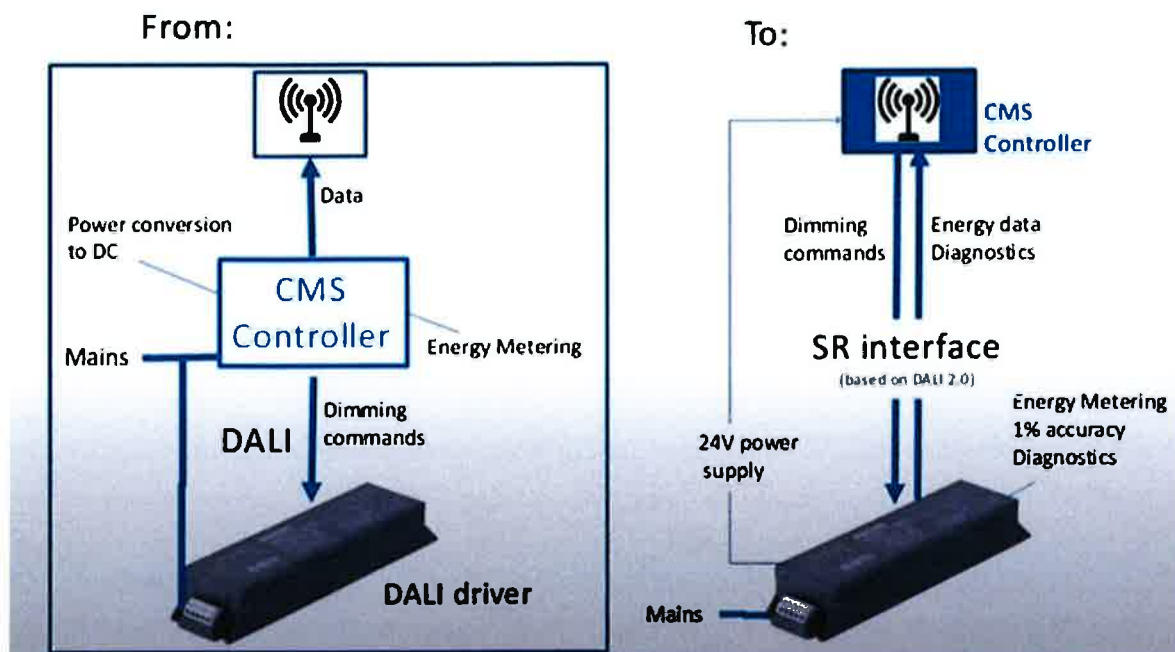 From:
Data
Power conversion
to DC
CMS
Controller
Mains
Energy Metering
Dimming
commands
DALI
DALI driver
To:
CMS
Controller
Dimming
commands
Energy data
Diagnostics
SR interface
(based on DALI 2.0)
24V power
supply
Energy Metering
1% accuracy
Diagnostics
Mains